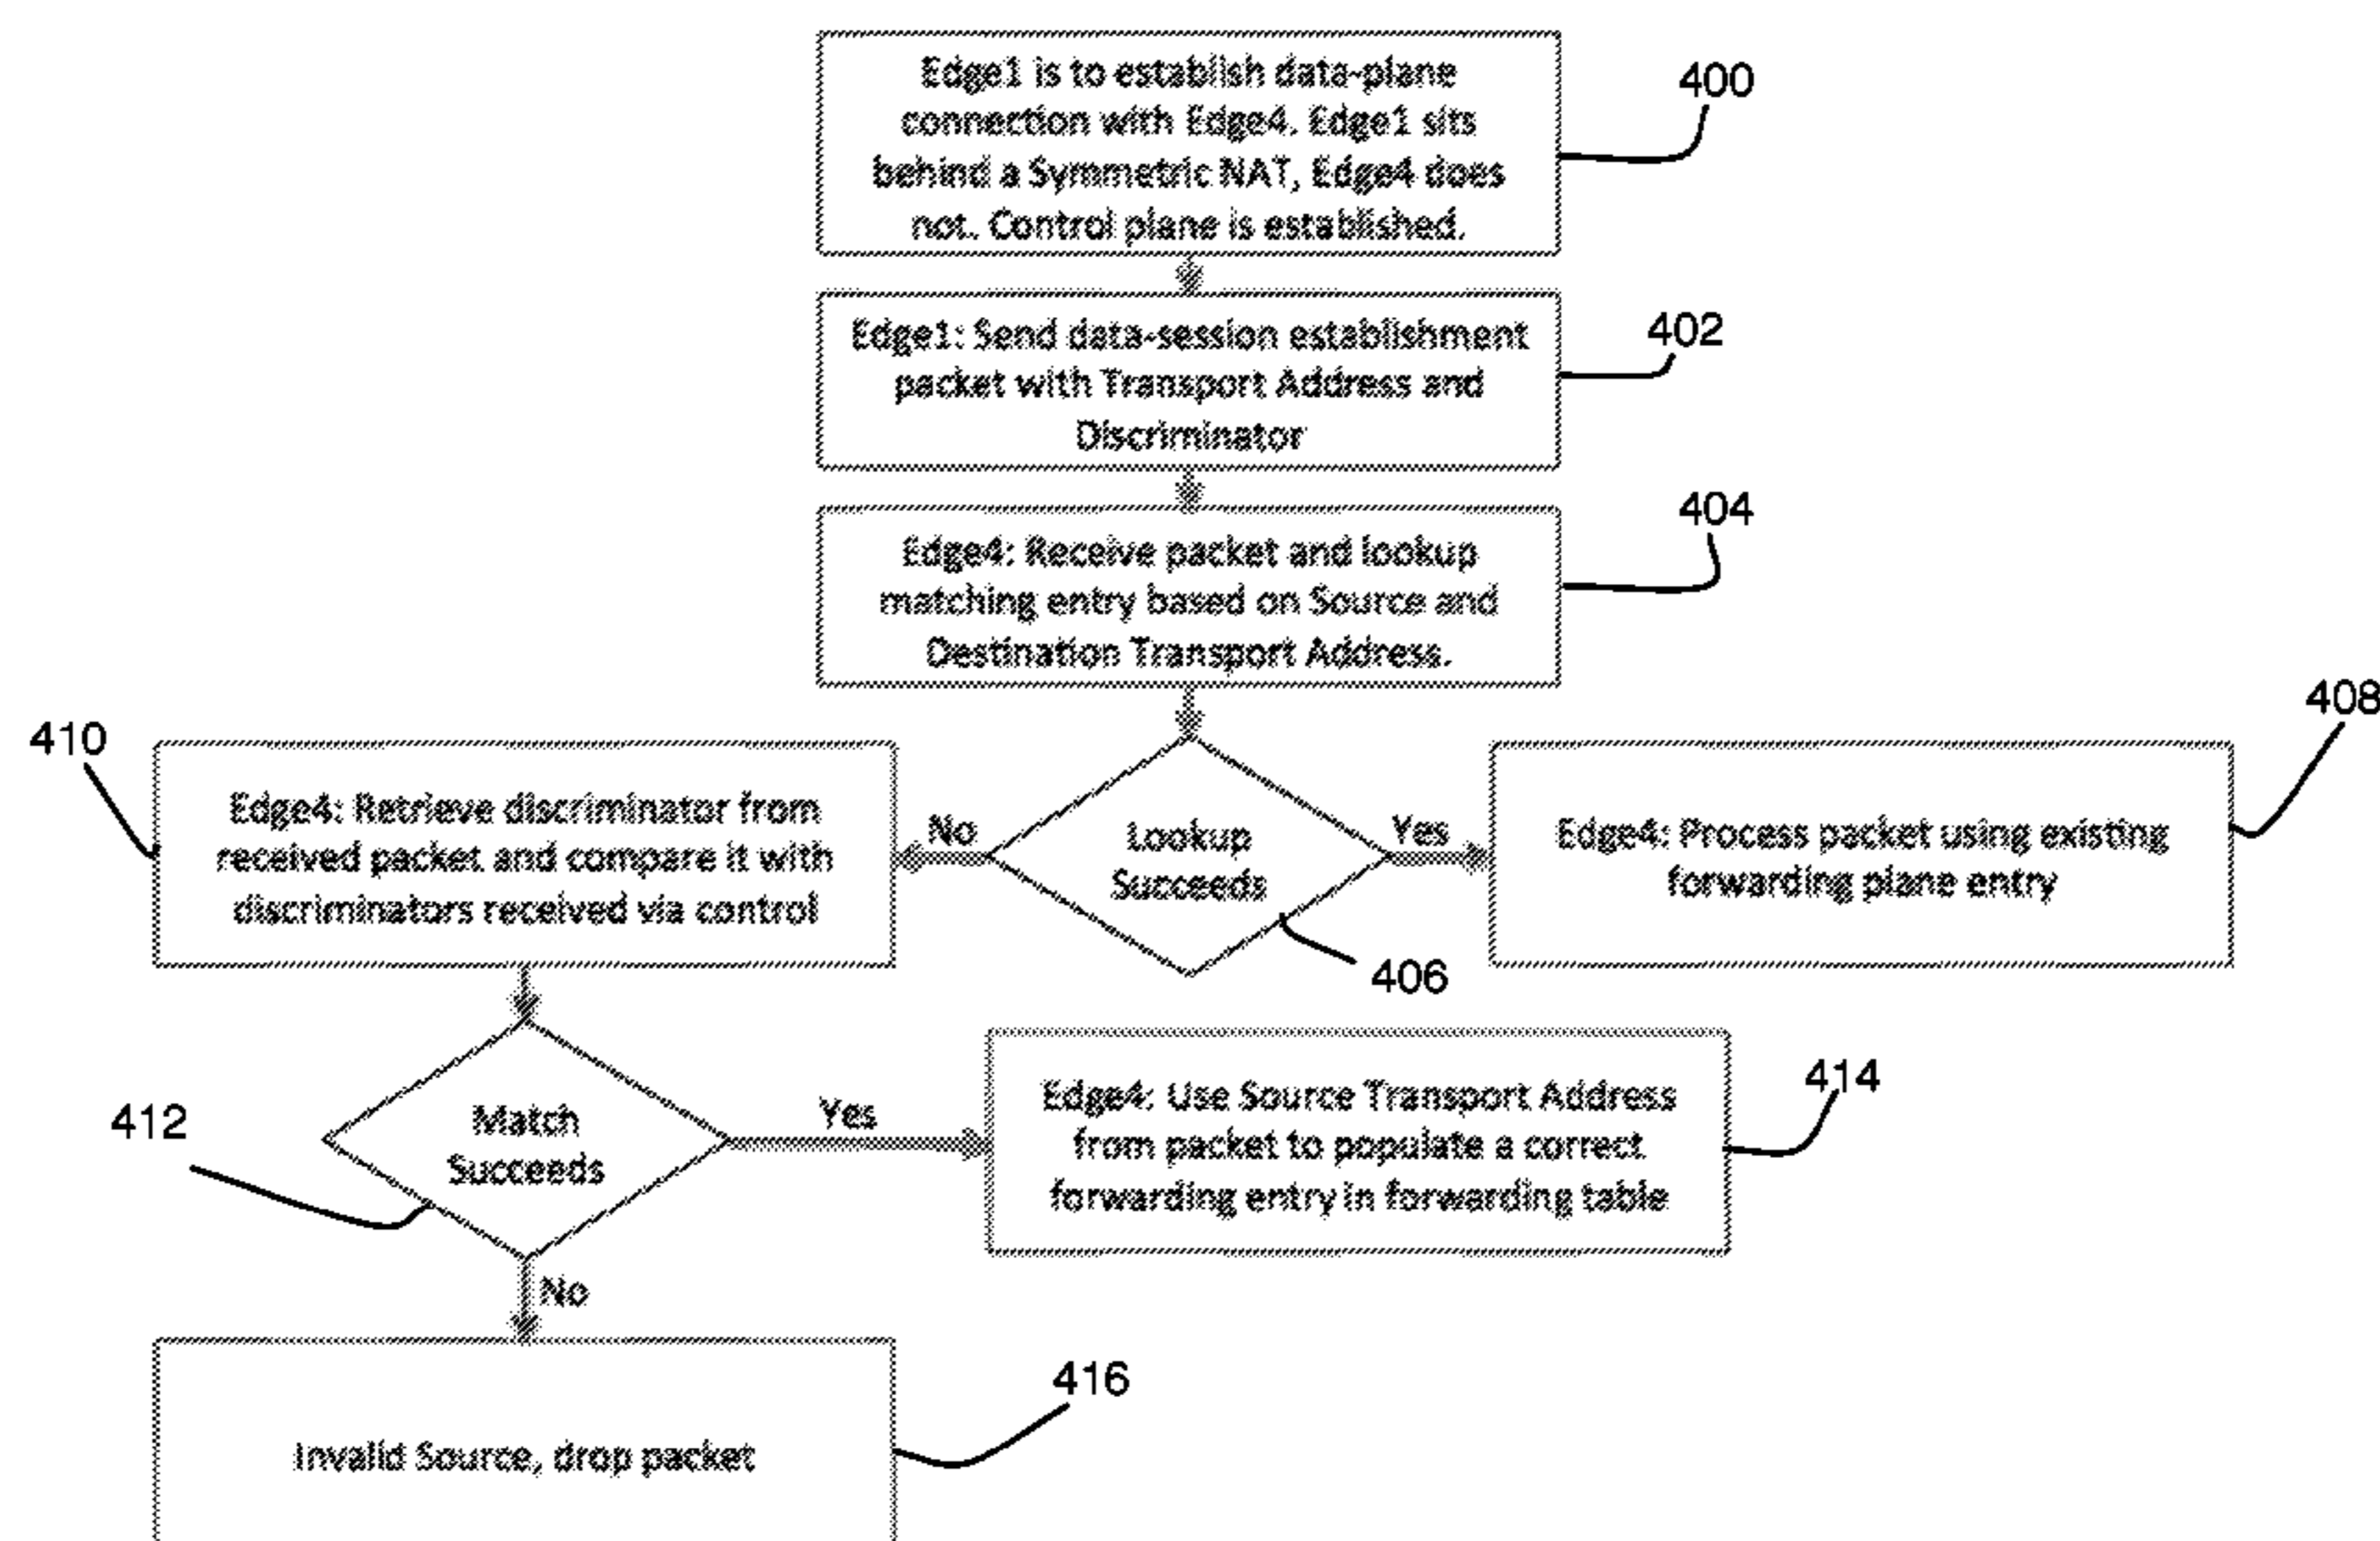 Edge1 is to establish data-plane
connection with Edge4. Edge1 sits
behind a Symmetric NAT, Edge4 does
not. Control plane is established.
400
Edge1: Send data-session establishment
packet with Transport Address and
Discriminator
402
Edge4: Receive packet and lookup
matching entry based on Source and
Destination Transport Address.
404
410
Edge4: Retrieve discriminator from
received packet and compare it with
discriminators received via control
No
Lookup
Succeeds
406
Yes
Edge4: Process packet using existing
forwarding plane entry
408
412
Match
Succeeds
Yes
Edge4: Use Source Transport Address
from packet to populate a correct
forwarding entry in forwarding table
414
No
Invalid Source, drop packet
416